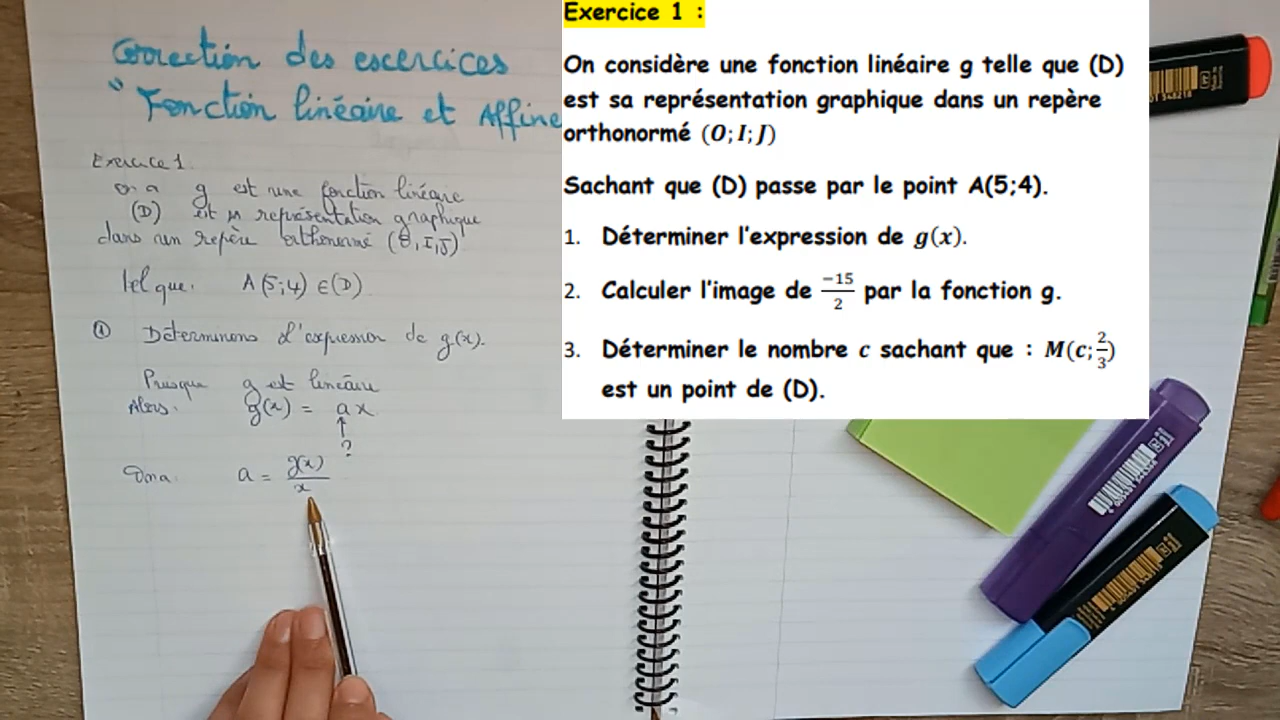 Correction des escercices
" Fonction linéaire et Affine
Exercice 1
on a g est une fonction linéaire
(D) est sa représentation graphique
dans un repère orthonormé (O,I,J)
tel que. A(5;4) ∈ (D)
① Déterminons l'expression de g(x).
Puisque g est linéaire
Alors. g(x) = ax
↑
?
On a. a = g(x)/x
Exercice 1 :
On considère une fonction linéaire g telle que (D)
est sa représentation graphique dans un repère
orthonormé (O; I; J)
Sachant que (D) passe par le point A(5;4).
1. Déterminer l'expression de g(x).
2. Calculer l'image de -15/2 par la fonction g.
3. Déterminer le nombre c sachant que : M(c; 2/3)
est un point de (D).